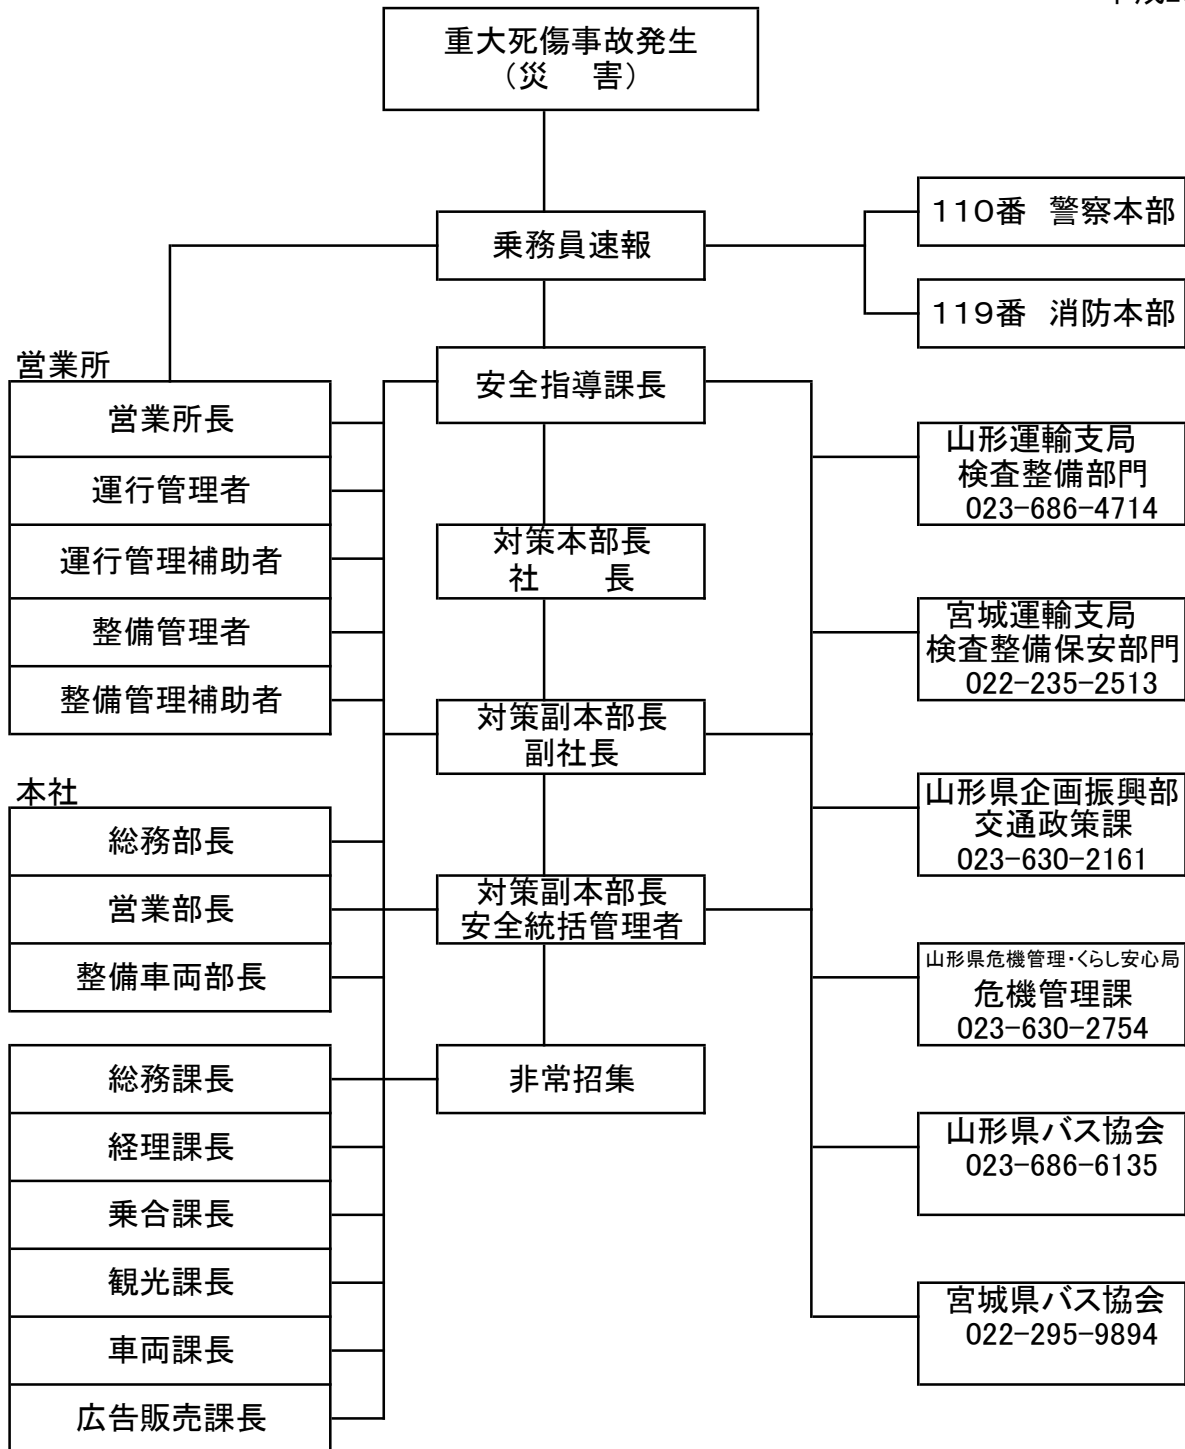 重大死傷事故発生
（災　害）
乗務員速報
110番　警察本部
119番　消防本部
営業所
営業所長
運行管理者
運行管理補助者
整備管理者
整備管理補助者
安全指導課長
対策本部長
社　　長
対策副本部長
副社長
対策副本部長
安全統括管理者
非常招集
本社
総務部長
営業部長
整備車両部長
総務課長
経理課長
乗合課長
観光課長
車両課長
広告販売課長
山形運輸支局
検査整備部門
023-686-4714
宮城運輸支局
検査整備保安部門
022-235-2513
山形県企画振興部
交通政策課
023-630-2161
山形県危機管理・くらし安心局
危機管理課
023-630-2754
山形県バス協会
023-686-6135
宮城県バス協会
022-295-9894